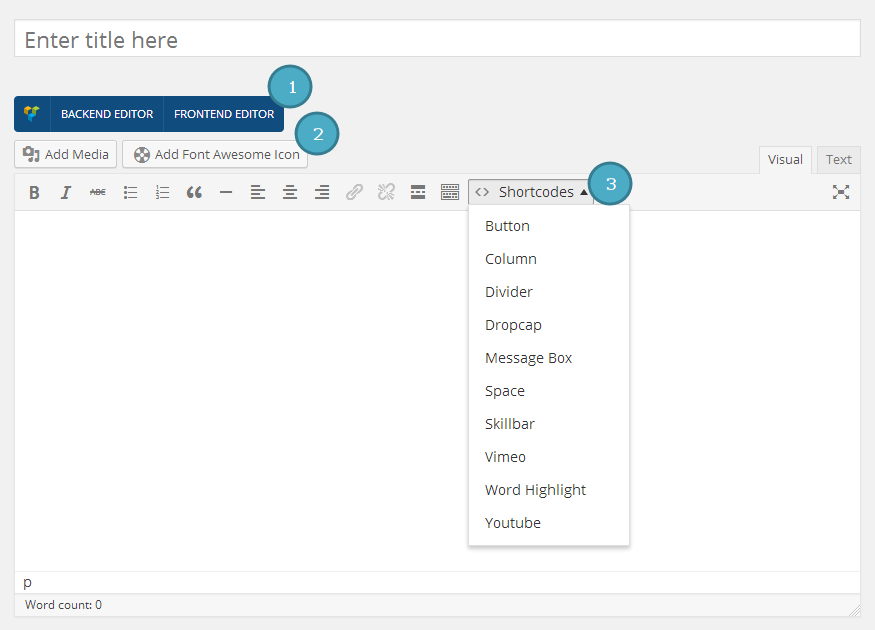 Enter title here
1
BACKEND EDITOR FRONTEND EDITOR
2
Add Media Add Font Awesome Icon
Visual Text
3
B I ABC Shortcodes
Button
Column
Divider
Dropcap
Message Box
Space
Skillbar
Vimeo
Word Highlight
Youtube
p
Word count: 0